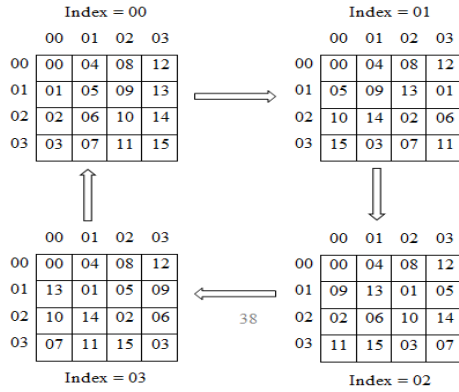 Index = 00
00 01 02 03
00 00 04 08 12
01 01 05 09 13
02 02 06 10 14
03 03 07 11 15
Index = 01
00 01 02 03
00 00 04 08 12
01 05 09 13 01
02 10 14 02 06
03 15 03 07 11
00 01 02 03
00 00 04 08 12
01 13 01 05 09
02 10 14 02 06
03 07 11 15 03
Index = 03
38
00 01 02 03
00 00 04 08 12
01 09 13 01 05
02 02 06 10 14
03 11 15 03 07
Index = 02